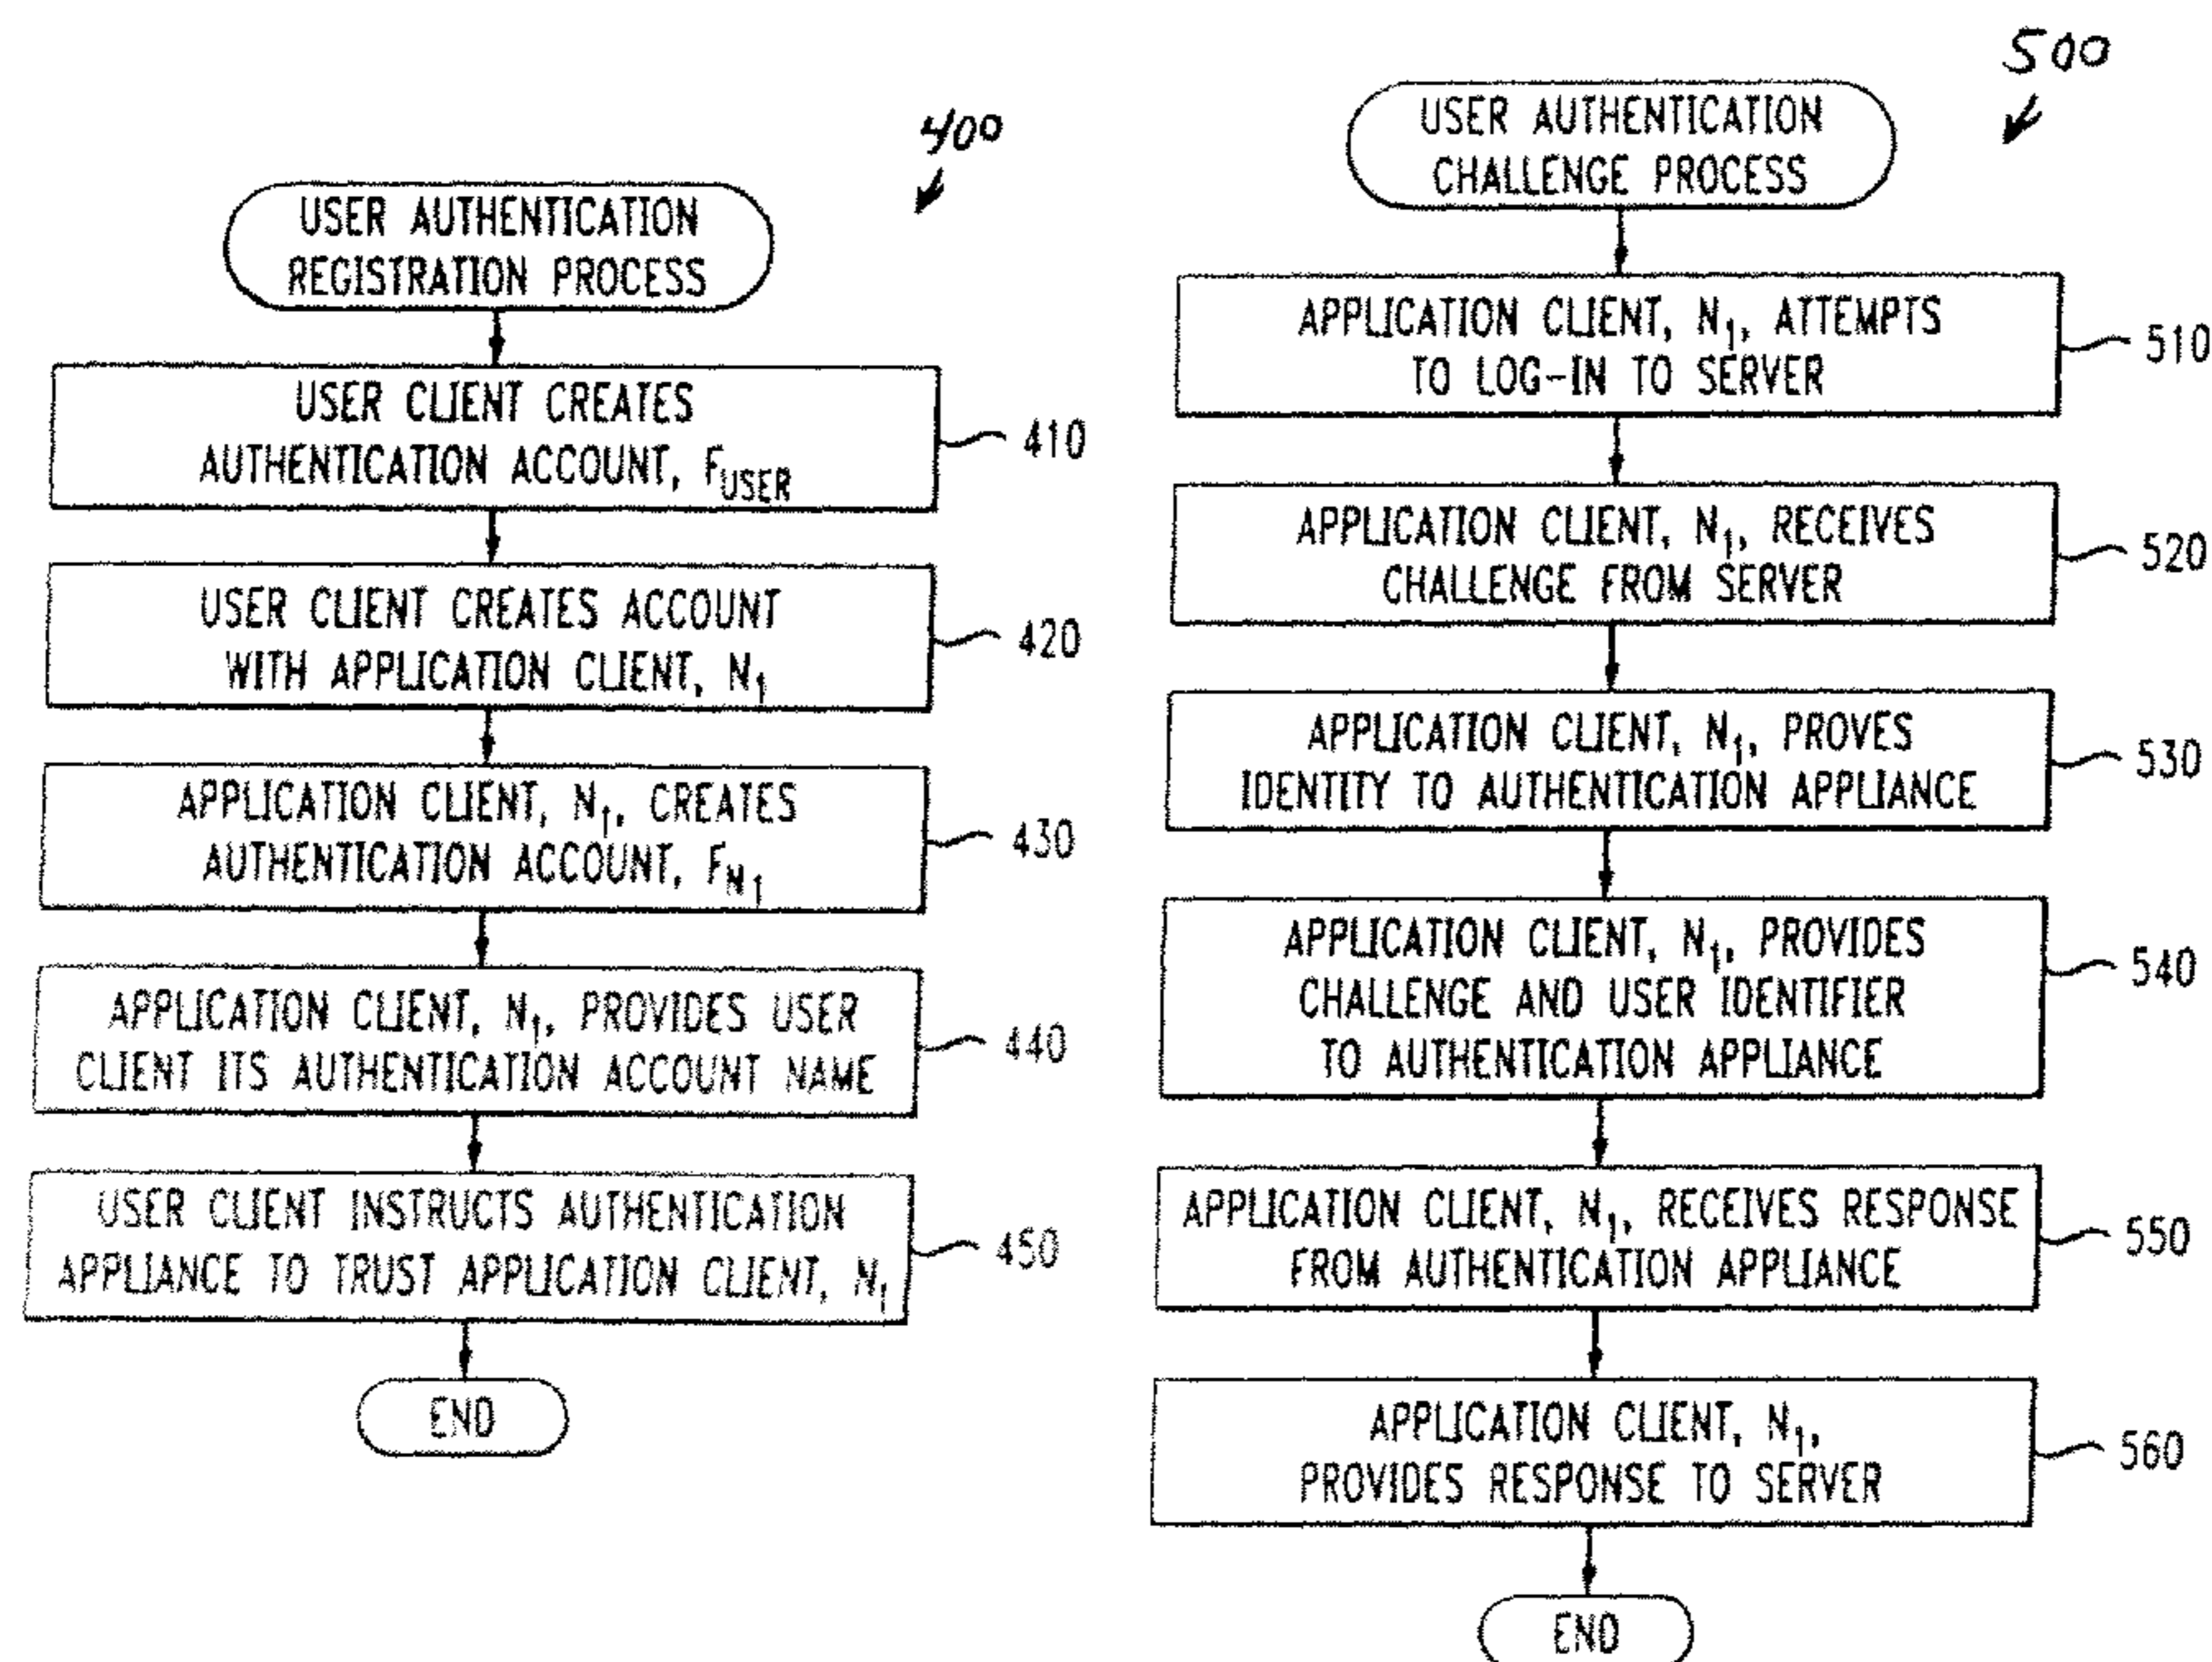 400
USER AUTHENTICATION
REGISTRATION PROCESS
USER CLIENT CREATES
AUTHENTICATION ACCOUNT, F_USER
410
USER CLIENT CREATES ACCOUNT
WITH APPLICATION CLIENT, N₁
420
APPLICATION CLIENT, N₁, CREATES
AUTHENTICATION ACCOUNT, F_N₁
430
APPLICATION CLIENT, N₁, PROVIDES USER
CLIENT ITS AUTHENTICATION ACCOUNT NAME
440
USER CLIENT INSTRUCTS AUTHENTICATION
APPLIANCE TO TRUST APPLICATION CLIENT, N₁
450
END
500
USER AUTHENTICATION
CHALLENGE PROCESS
APPLICATION CLIENT, N₁, ATTEMPTS
TO LOG-IN TO SERVER
510
APPLICATION CLIENT, N₁, RECEIVES
CHALLENGE FROM SERVER
520
APPLICATION CLIENT, N₁, PROVES
IDENTITY TO AUTHENTICATION APPLIANCE
530
APPLICATION CLIENT, N₁, PROVIDES
CHALLENGE AND USER IDENTIFIER
TO AUTHENTICATION APPLIANCE
540
APPLICATION CLIENT, N₁, RECEIVES RESPONSE
FROM AUTHENTICATION APPLIANCE
550
APPLICATION CLIENT, N₁,
PROVIDES RESPONSE TO SERVER
560
END